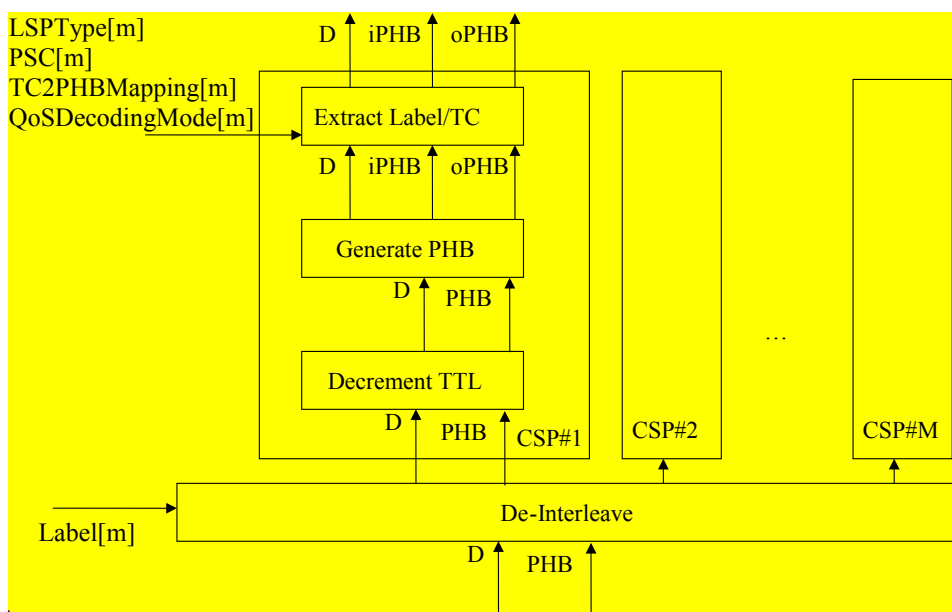 LSPType[m]
PSC[m]
TC2PHBMapping[m]
QoSDecodingMode[m]
D iPHB oPHB
Extract Label/TC
D iPHB oPHB
Generate PHB
D PHB
Decrement TTL
D PHB CSP#1
CSP#2
...
CSP#M
De-Interleave
Label[m]
D PHB